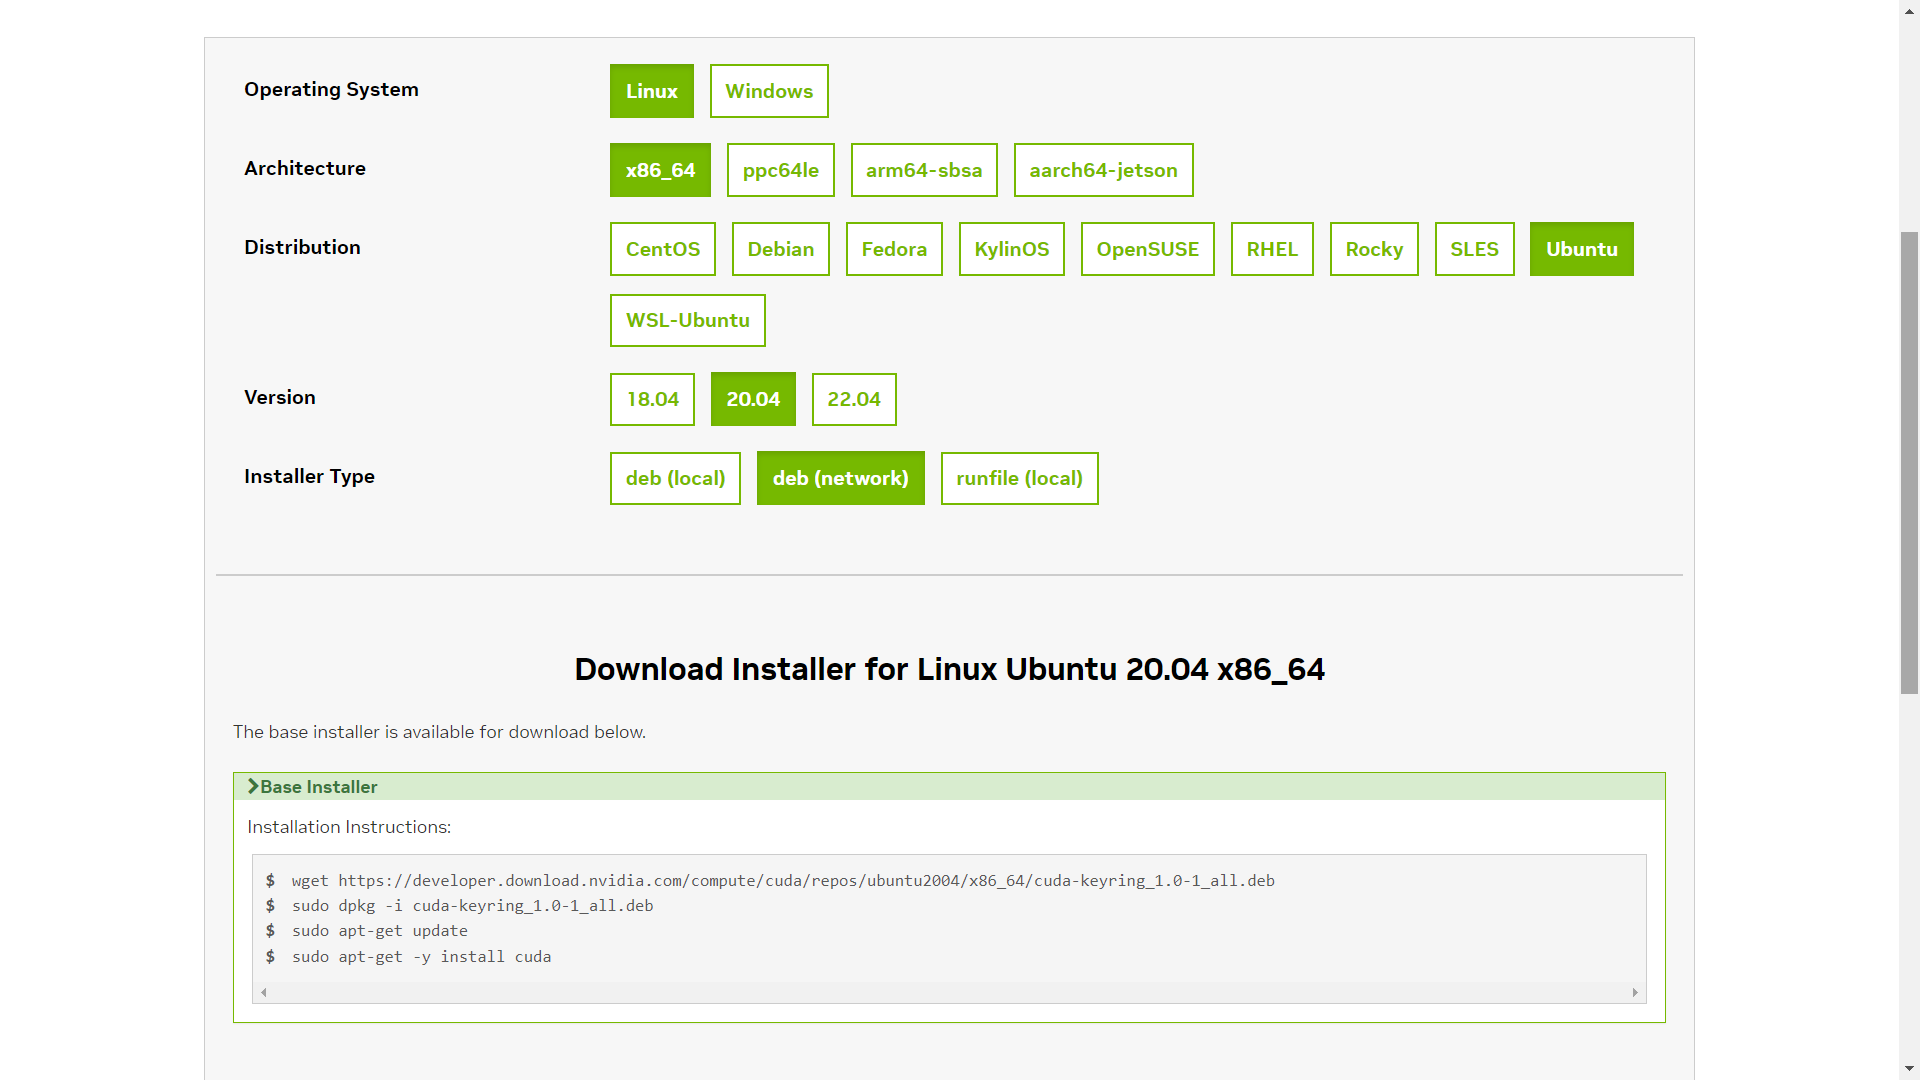 Operating System
Linux Windows
Architecture
x86_64 ppc64le arm64-sbsa aarch64-jetson
Distribution
CentOS Debian Fedora KylinOS OpenSUSE RHEL Rocky SLES Ubuntu
WSL-Ubuntu
Version
18.04 20.04 22.04
Installer Type
deb (local) deb (network) runfile (local)
Download Installer for Linux Ubuntu 20.04 x86_64
The base installer is available for download below.
Base Installer
Installation Instructions:
$ wget https://developer.download.nvidia.com/compute/cuda/repos/ubuntu2004/x86_64/cuda-keyring_1.0-1_all.deb
$ sudo dpkg -i cuda-keyring_1.0-1_all.deb
$ sudo apt-get update
$ sudo apt-get -y install cuda